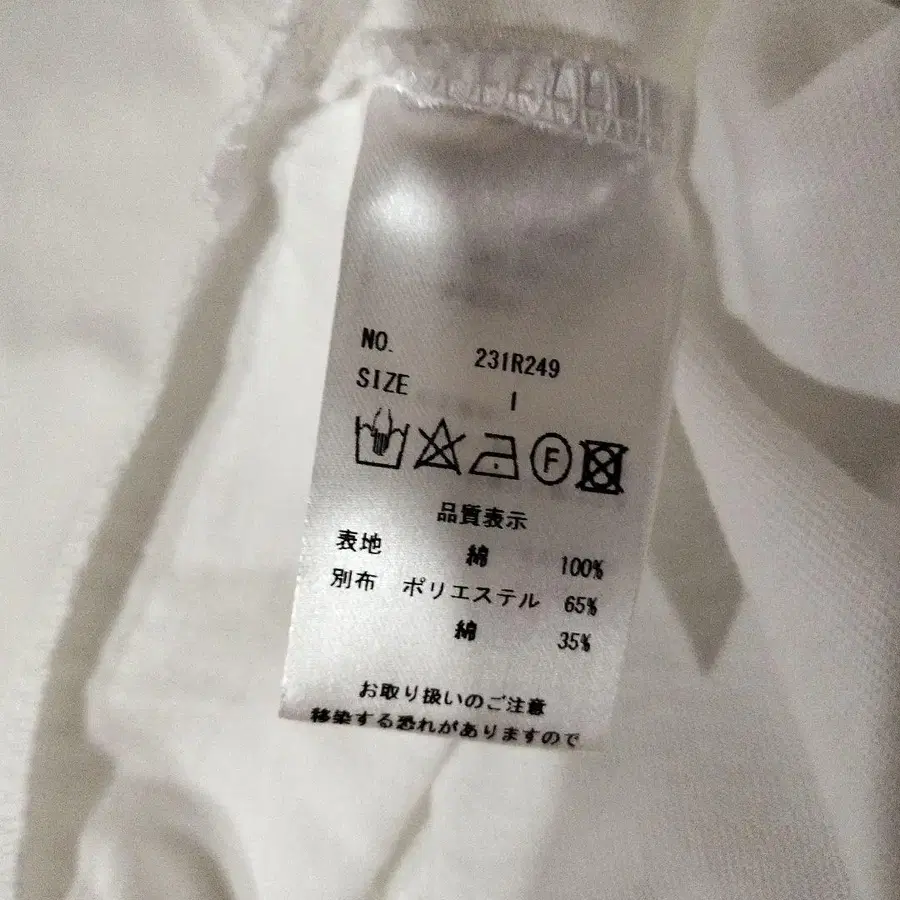 NO. 231R249
SIZE I
F
品質表示
表地 綿 100%
別布 ポリエステル 65%
綿 35%
お取り扱いのご注意
移染する恐れがありますので